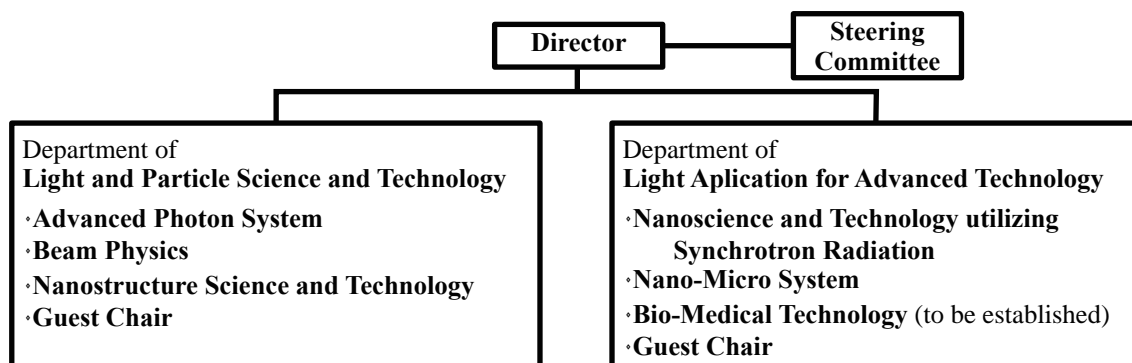 Director
Steering
Committee
Department of
Light and Particle Science and Technology
·Advanced Photon System
·Beam Physics
·Nanostructure Science and Technology
·Guest Chair
Department of
Light Aplication for Advanced Technology
·Nanoscience and Technology utilizing
Synchrotron Radiation
·Nano-Micro System
·Bio-Medical Technology (to be established)
·Guest Chair